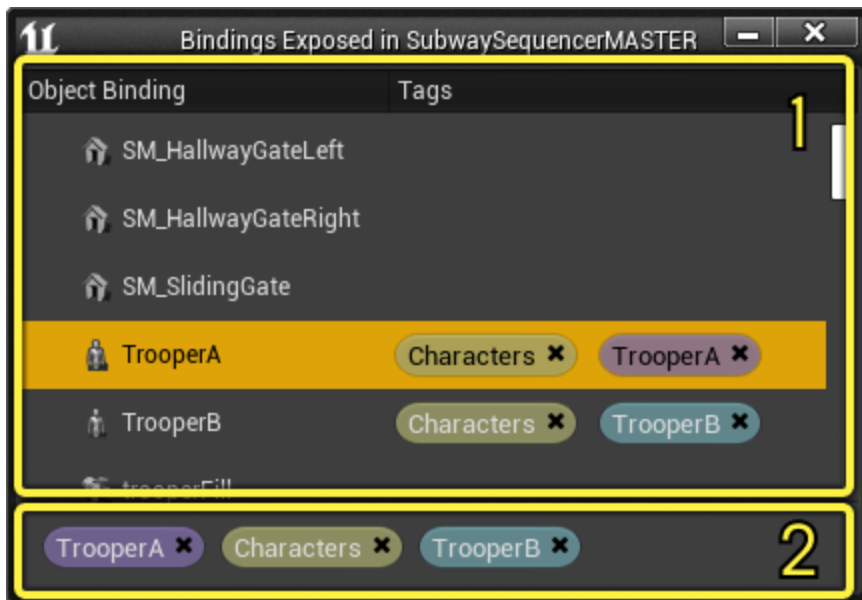 Bindings Exposed in SubwaySequencerMASTER
Object Binding Tags
1
SM_HallwayGateLeft
SM_HallwayGateRight
SM_SlidingGate
TrooperA Characters TrooperA
TrooperB Characters TrooperB
trooperFill
TrooperA Characters TrooperB
2